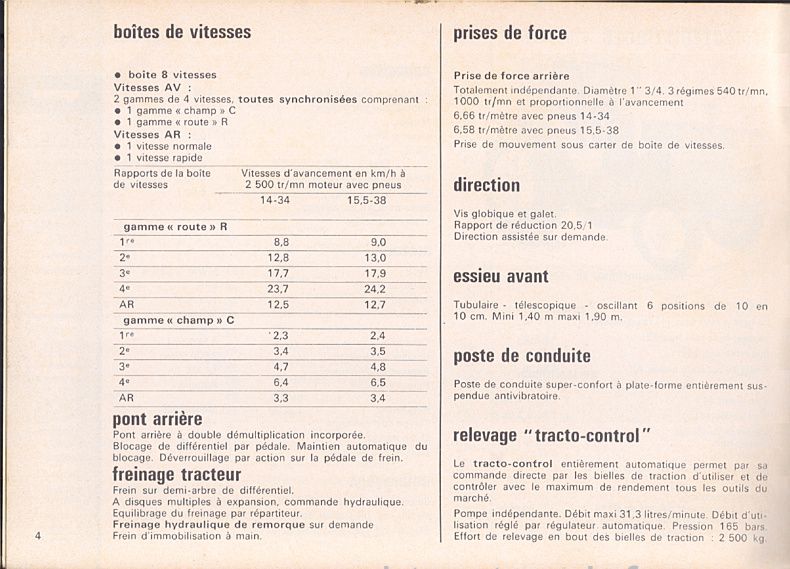 boîtes de vitesses
● boîte 8 vitesses
Vitesses AV :
2 gammes de 4 vitesses, toutes synchronisées comprenant :
● 1 gamme « champ » C
● 1 gamme « route » R
Vitesses AR :
● 1 vitesse normale
● 1 vitesse rapide
Rapports de la boîte de vitesses | Vitesses d'avancement en km/h à 2 500 tr/mn moteur avec pneus
14-34 | 15,5-38
gamme « route » R
1re 8,8 9,0
2e 12,8 13,0
3e 17,7 17,9
4e 23,7 24,2
AR 12,5 12,7
gamme « champ » C
1re 2,3 2,4
2e 3,4 3,5
3e 4,7 4,8
4e 6,4 6,5
AR 3,3 3,4
pont arrière
Pont arrière à double démultiplication incorporée.
Blocage de différentiel par pédale. Maintien automatique du
blocage. Déverrouillage par action sur la pédale de frein.
freinage tracteur
Frein sur demi-arbre de différentiel.
A disques multiples à expansion, commande hydraulique.
Equilibrage du freinage par répartiteur.
Freinage hydraulique de remorque sur demande
Frein d'immobilisation à main.
4
prises de force
Prise de force arrière
Totalement indépendante. Diamètre 1'' 3/4. 3 régimes 540 tr/mn,
1000 tr/mn et proportionnelle à l'avancement
6,66 tr/mètre avec pneus 14-34
6,58 tr/mètre avec pneus 15,5-38
Prise de mouvement sous carter de boîte de vitesses.
direction
Vis globique et galet.
Rapport de réduction 20,5/1
Direction assistée sur demande.
essieu avant
Tubulaire - télescopique - oscillant 6 positions de 10 en
10 cm. Mini 1,40 m maxi 1,90 m.
poste de conduite
Poste de conduite super-confort à plate-forme entièrement sus-
pendue antivibratoire.
relevage "tracto-control"
Le tracto-control entièrement automatique permet par sa
commande directe par les bielles de traction d'utiliser et de
contrôler avec le maximum de rendement tous les outils du
marché.
Pompe indépendante. Débit maxi 31,3 litres/minute. Débit d'uti-
lisation réglé par régulateur automatique. Pression 165 bars.
Effort de relevage en bout des bielles de traction : 2 500 kg.